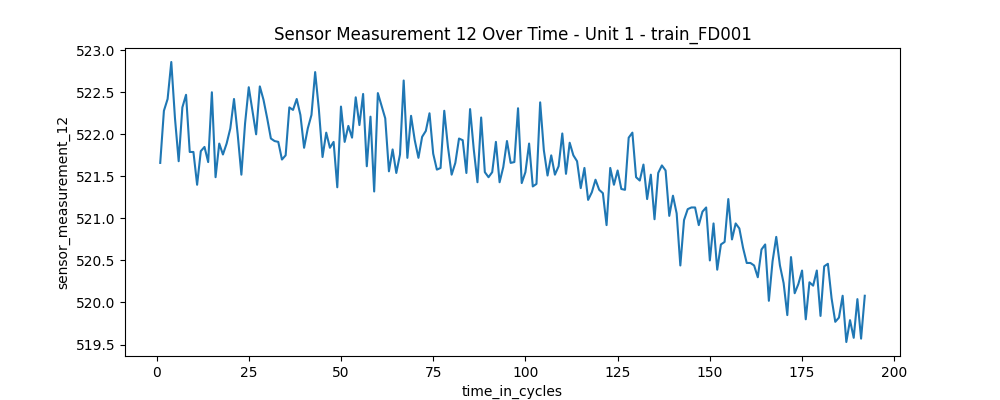 Sensor Measurement 12 Over Time - Unit 1 - train_FD001
523.0
522.5
522.0
521.5
521.0
520.5
520.0
519.5
sensor_measurement_12
0 25 50 75 100 125 150 175 200
time_in_cycles